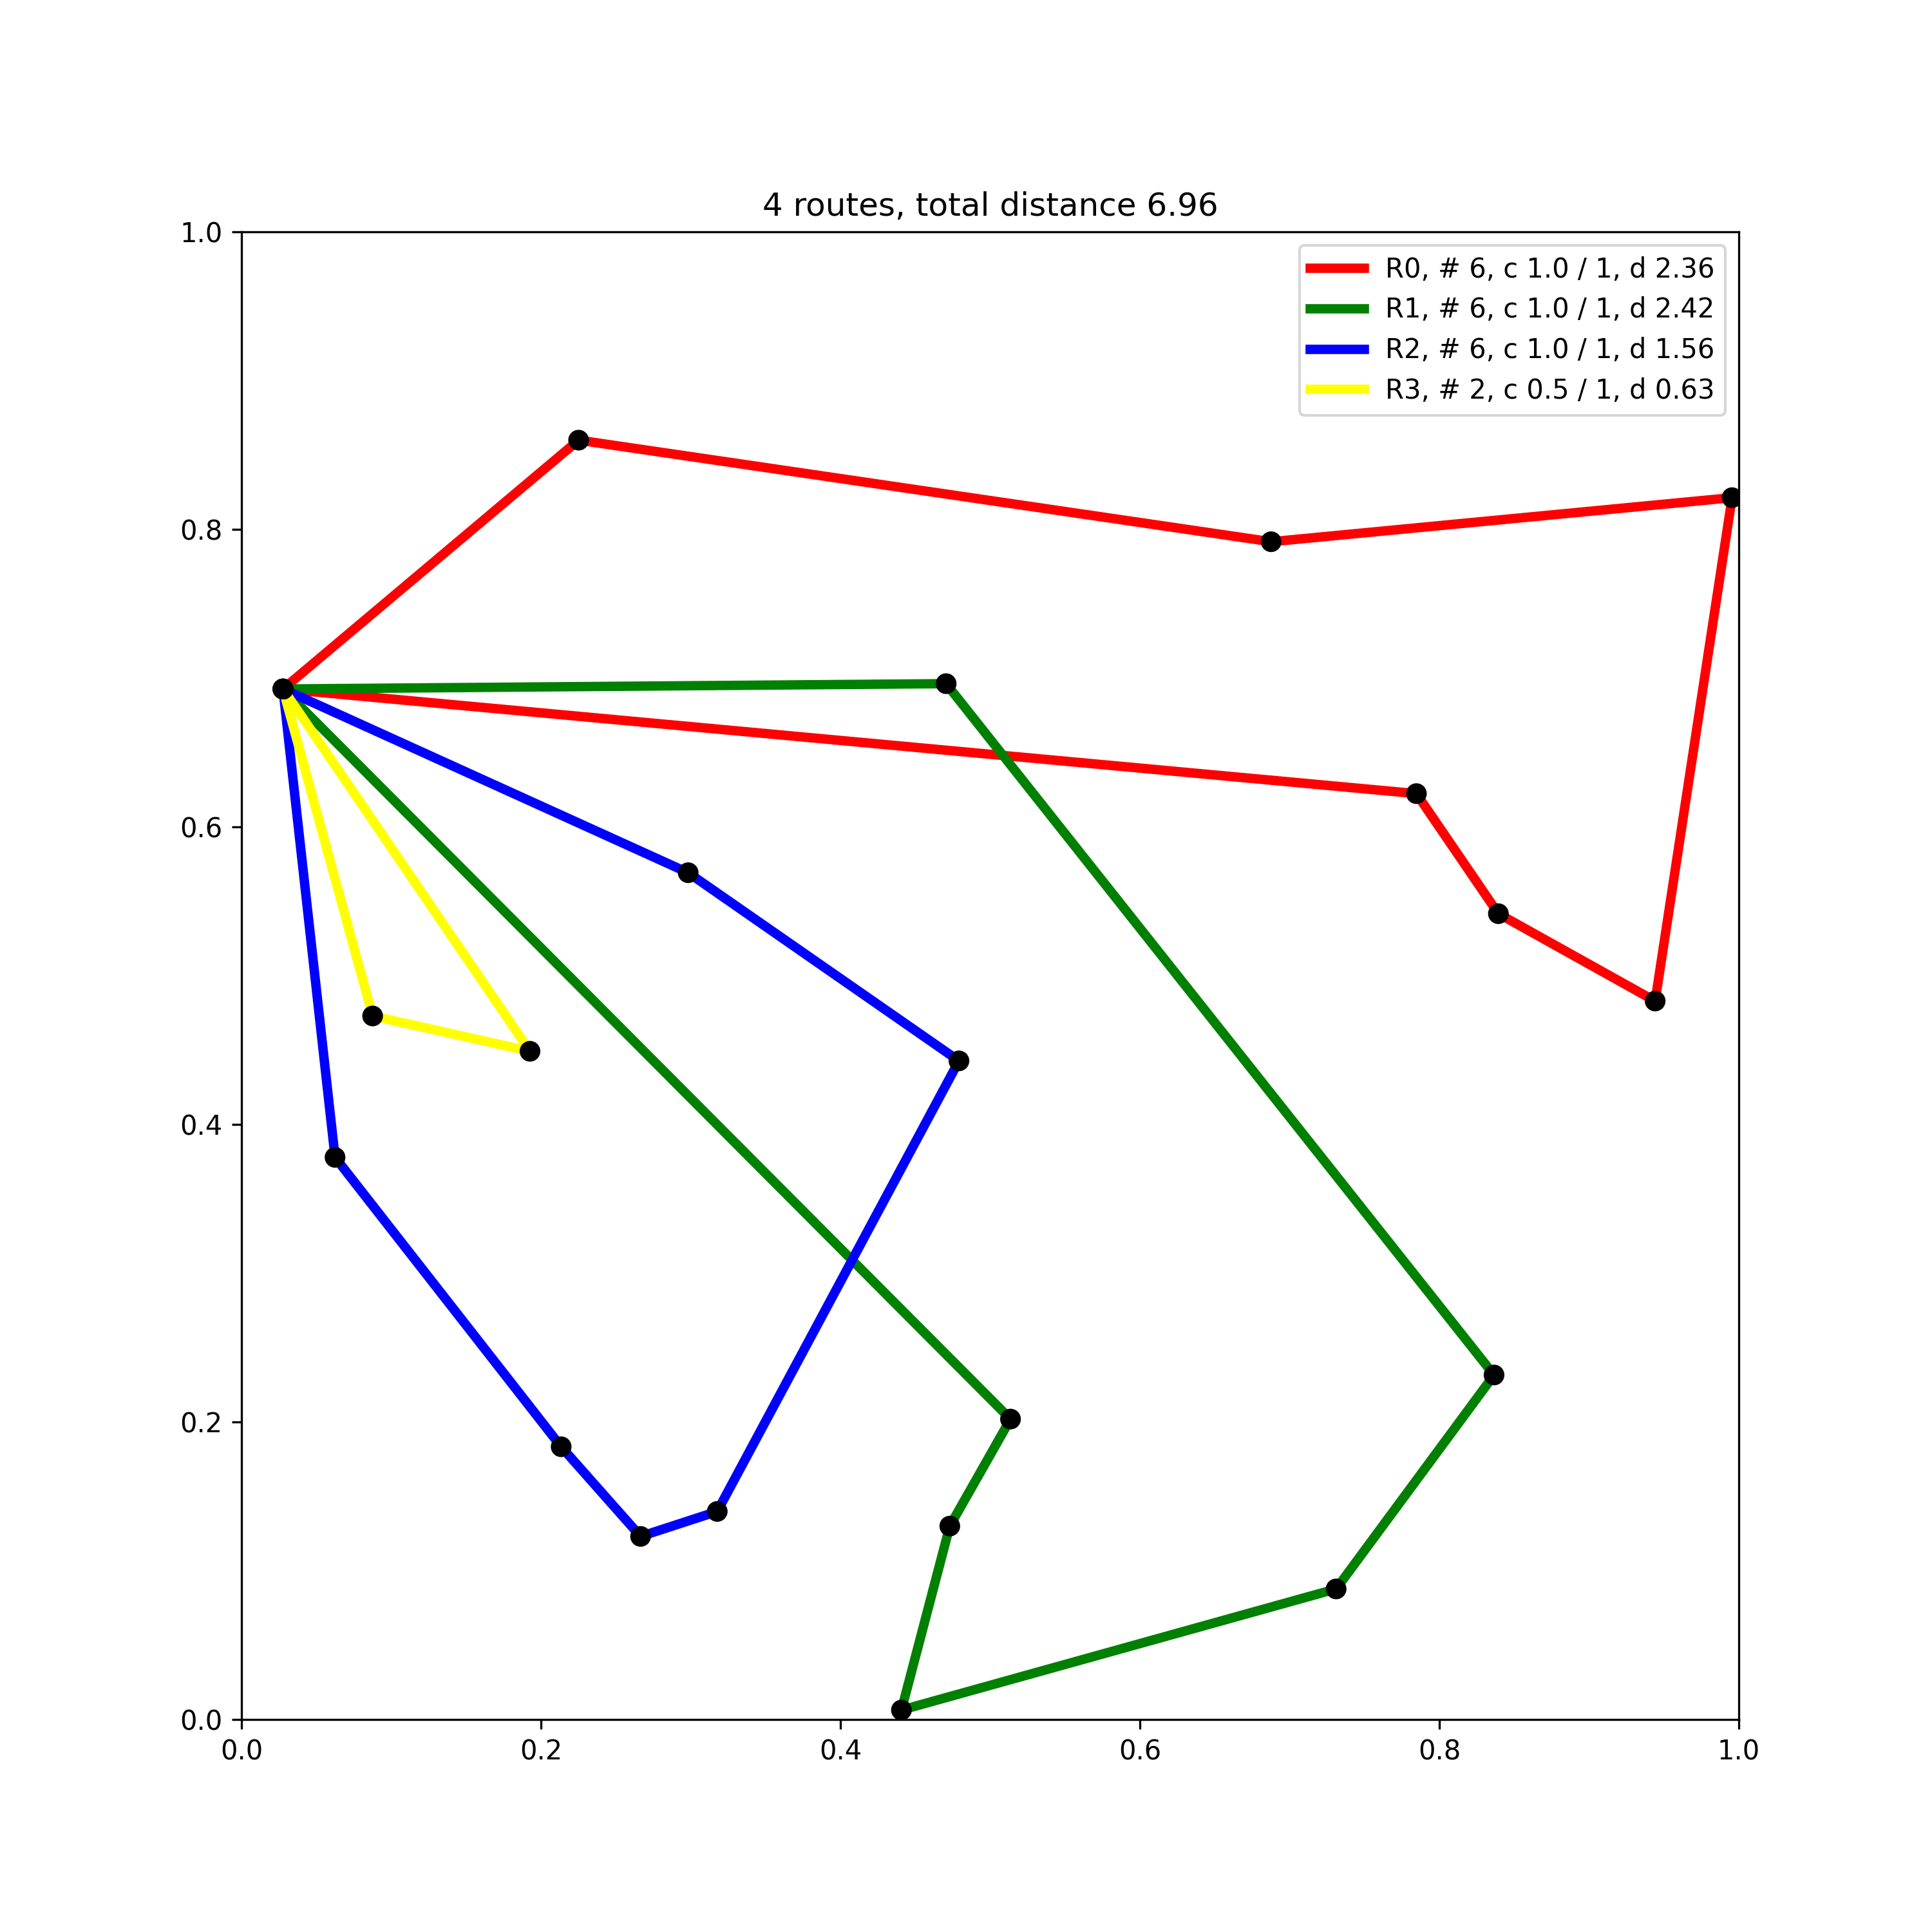 4 routes, total distance 6.96
R0, # 6, c 1.0 / 1, d 2.36
R1, # 6, c 1.0 / 1, d 2.42
R2, # 6, c 1.0 / 1, d 1.56
R3, # 2, c 0.5 / 1, d 0.63
1.0
0.8
0.6
0.4
0.2
0.0
0.0 0.2 0.4 0.6 0.8 1.0